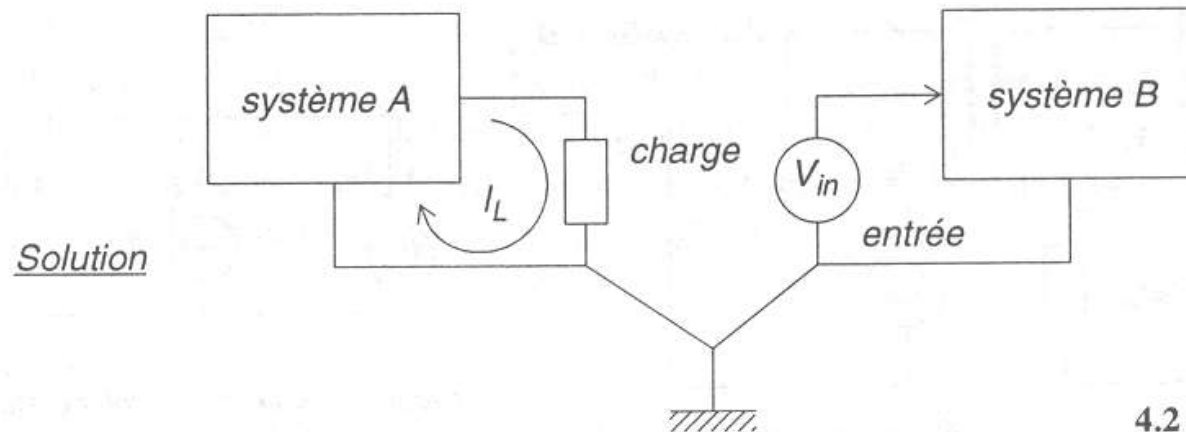 système A
système B
charge
V_in
I_L
entrée
Solution
4.2